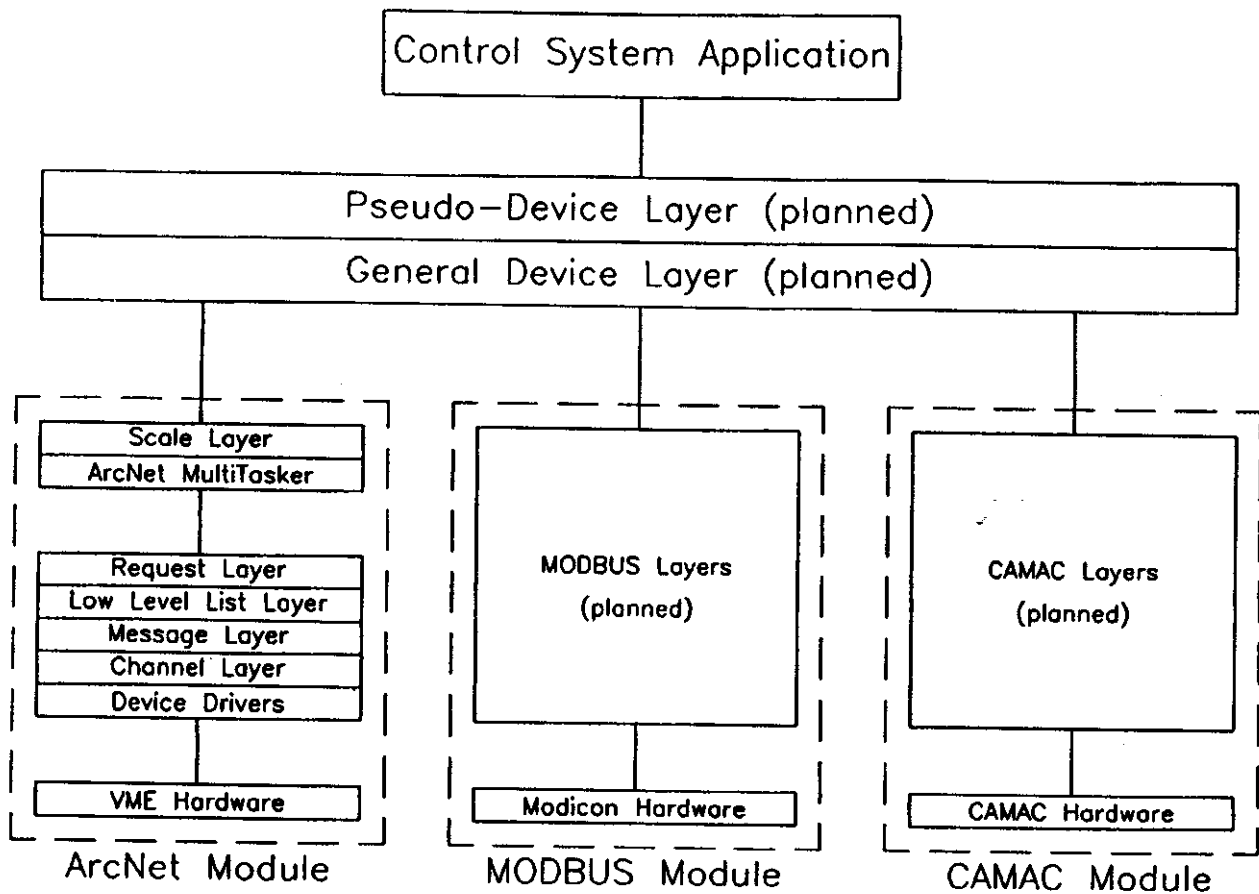 Control System Application
Pseudo-Device Layer (planned)
General Device Layer (planned)
Scale Layer
ArcNet MultiTasker
Request Layer
Low Level List Layer
Message Layer
Channel Layer
Device Drivers
VME Hardware
ArcNet Module
MODBUS Layers
(planned)
Modicon Hardware
MODBUS Module
CAMAC Layers
(planned)
CAMAC Hardware
CAMAC Module